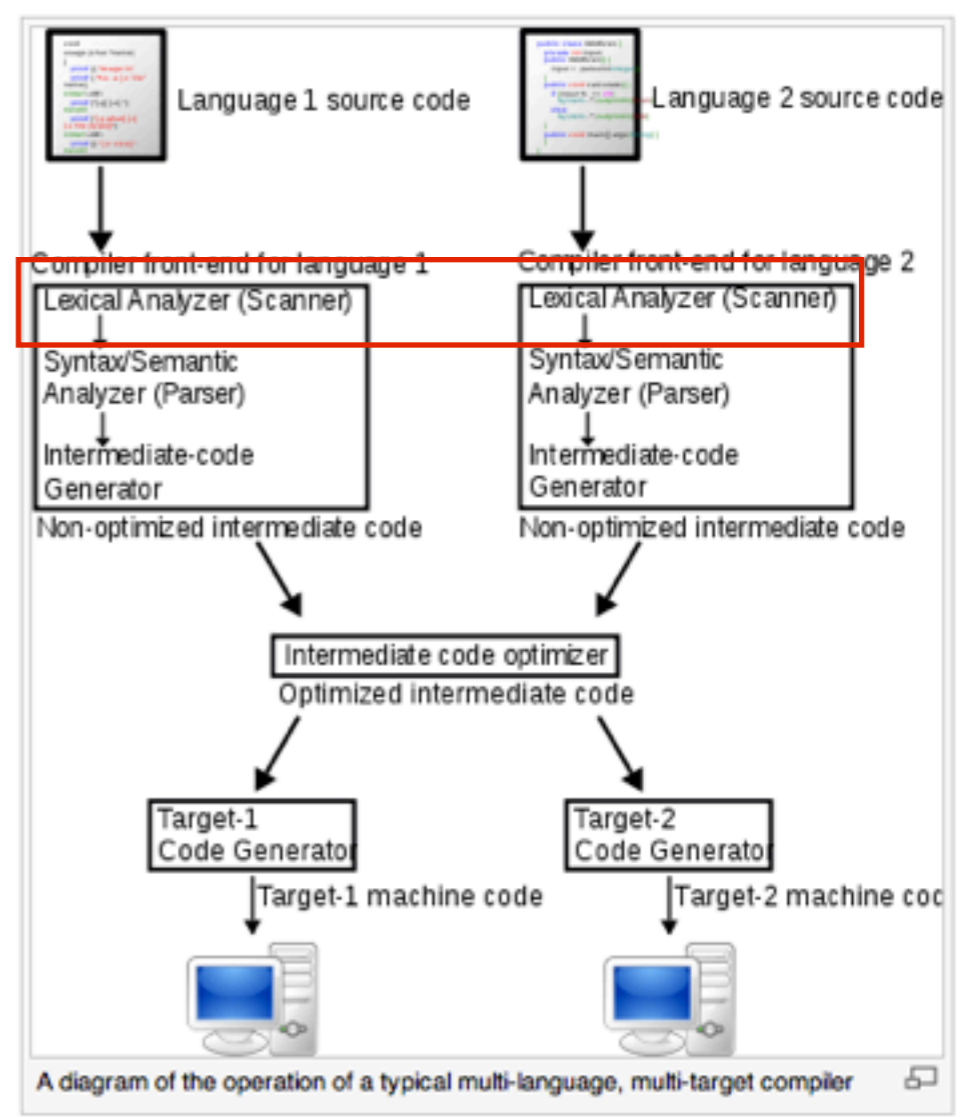 Language 1 source code
Language 2 source code
Compiler front-end for language 1
Compiler front-end for language 2
Lexical Analyzer (Scanner)
Lexical Analyzer (Scanner)
Syntax/Semantic
Analyzer (Parser)
Syntax/Semantic
Analyzer (Parser)
Intermediate-code
Generator
Intermediate-code
Generator
Non-optimized intermediate code
Non-optimized intermediate code
Intermediate code optimizer
Optimized intermediate code
Target-1
Code Generator
Target-2
Code Generator
Target-1 machine code
Target-2 machine cod
A diagram of the operation of a typical multi-language, multi-target compiler